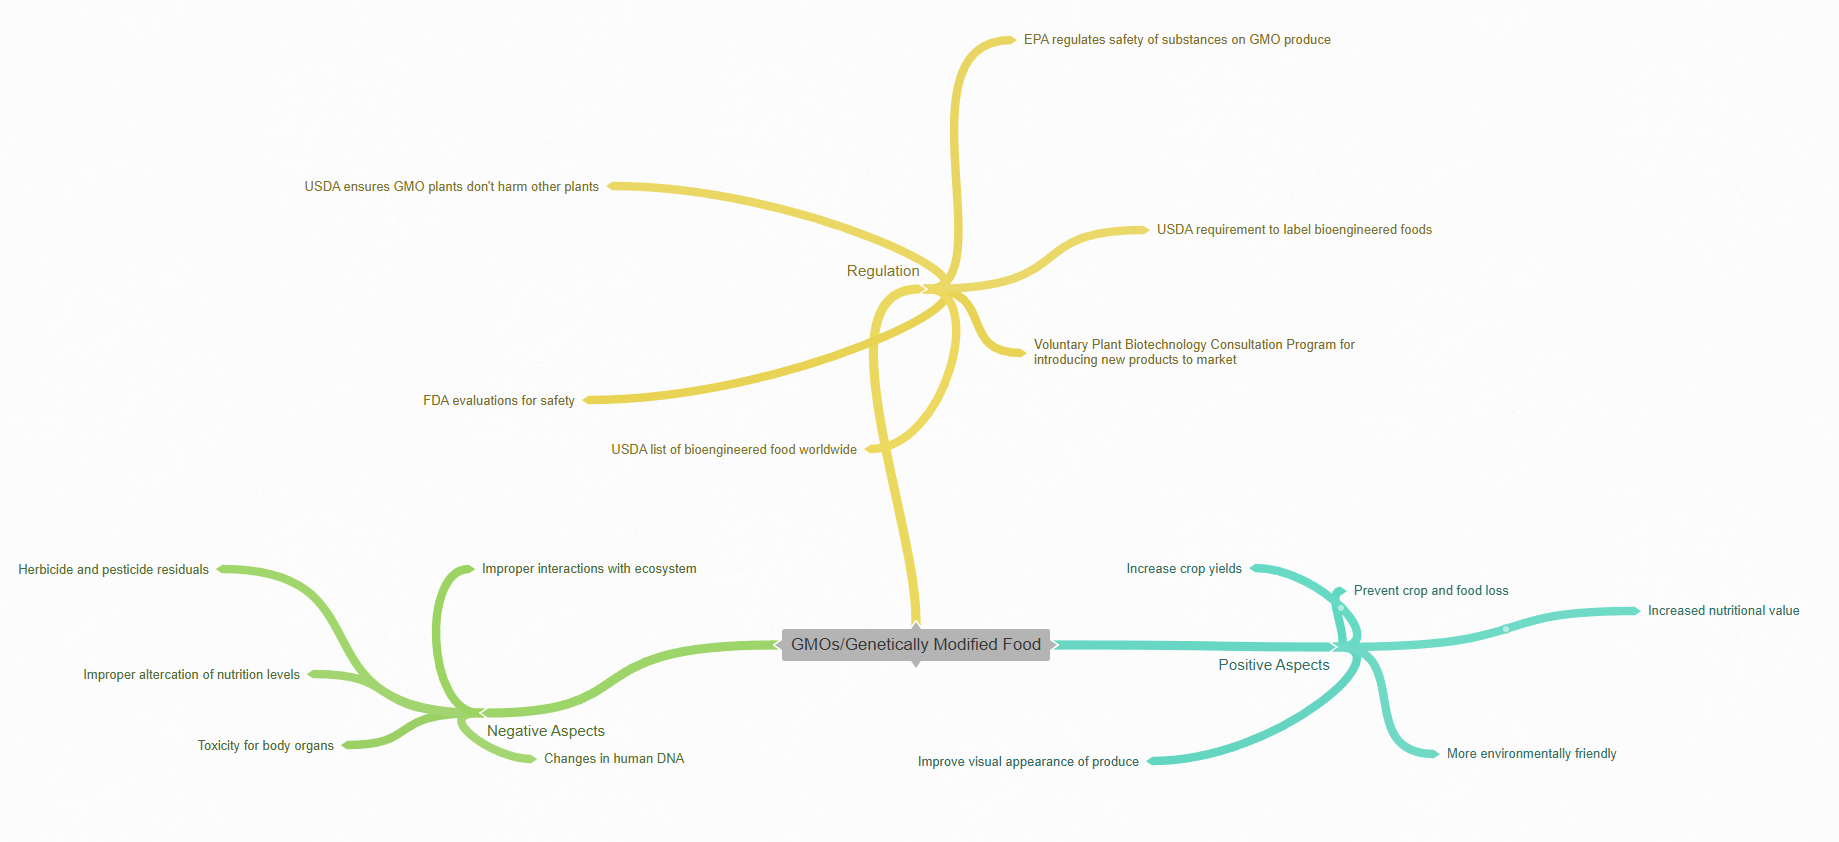 EPA regulates safety of substances on GMO produce
USDA ensures GMO plants don't harm other plants
USDA requirement to label bioengineered foods
Regulation
Voluntary Plant Biotechnology Consultation Program for
introducing new products to market
FDA evaluations for safety
USDA list of bioengineered food worldwide
Herbicide and pesticide residuals
Improper interactions with ecosystem
Increase crop yields
Prevent crop and food loss
Increased nutritional value
GMOs/Genetically Modified Food
Positive Aspects
Improper altercation of nutrition levels
Negative Aspects
Toxicity for body organs
Changes in human DNA
More environmentally friendly
Improve visual appearance of produce